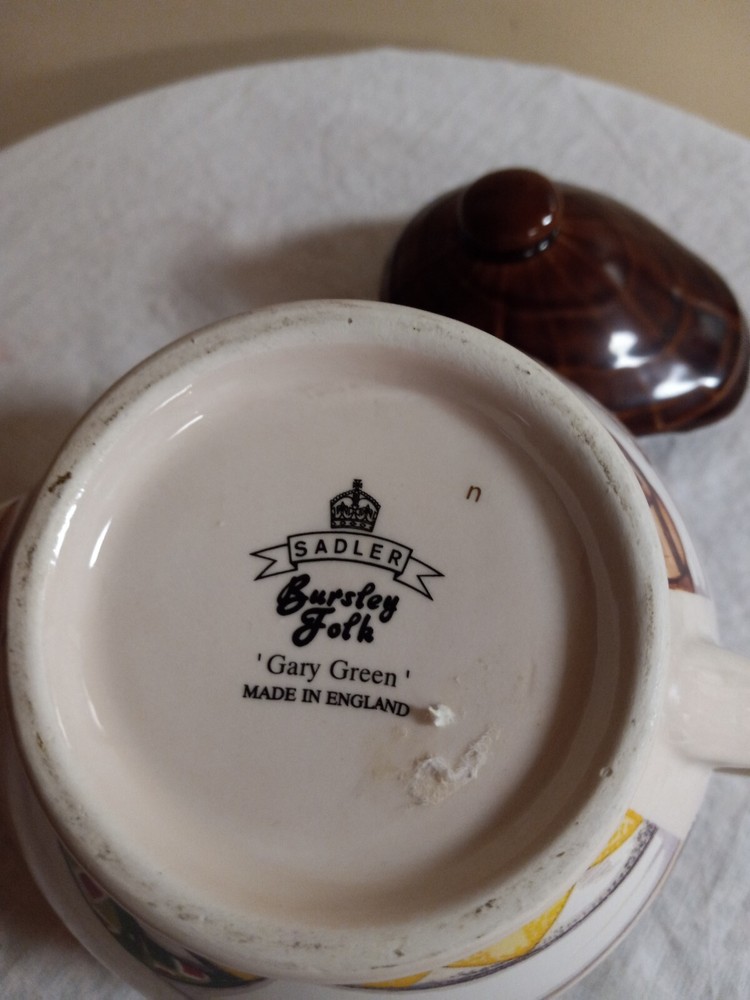 n
SADLER
Bursley
Folk
'Gary Green'
MADE IN ENGLAND